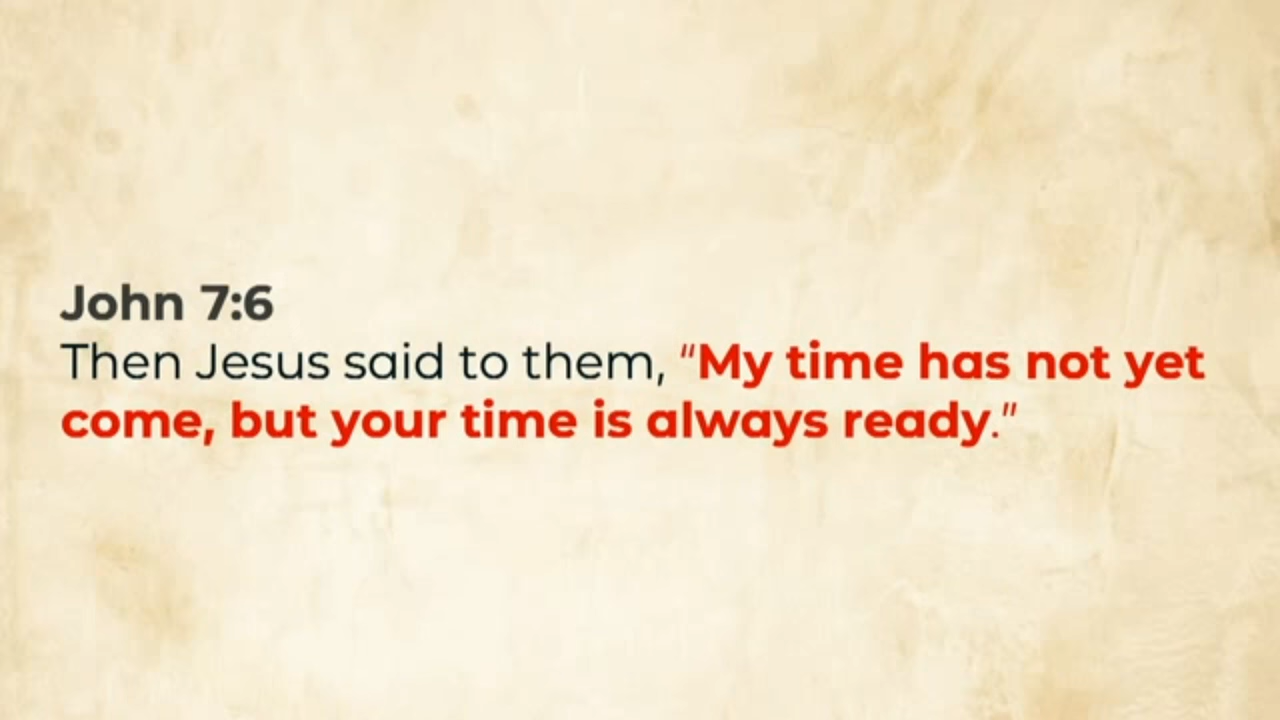 John 7:6
Then Jesus said to them, "My time has not yet
come, but your time is always ready."